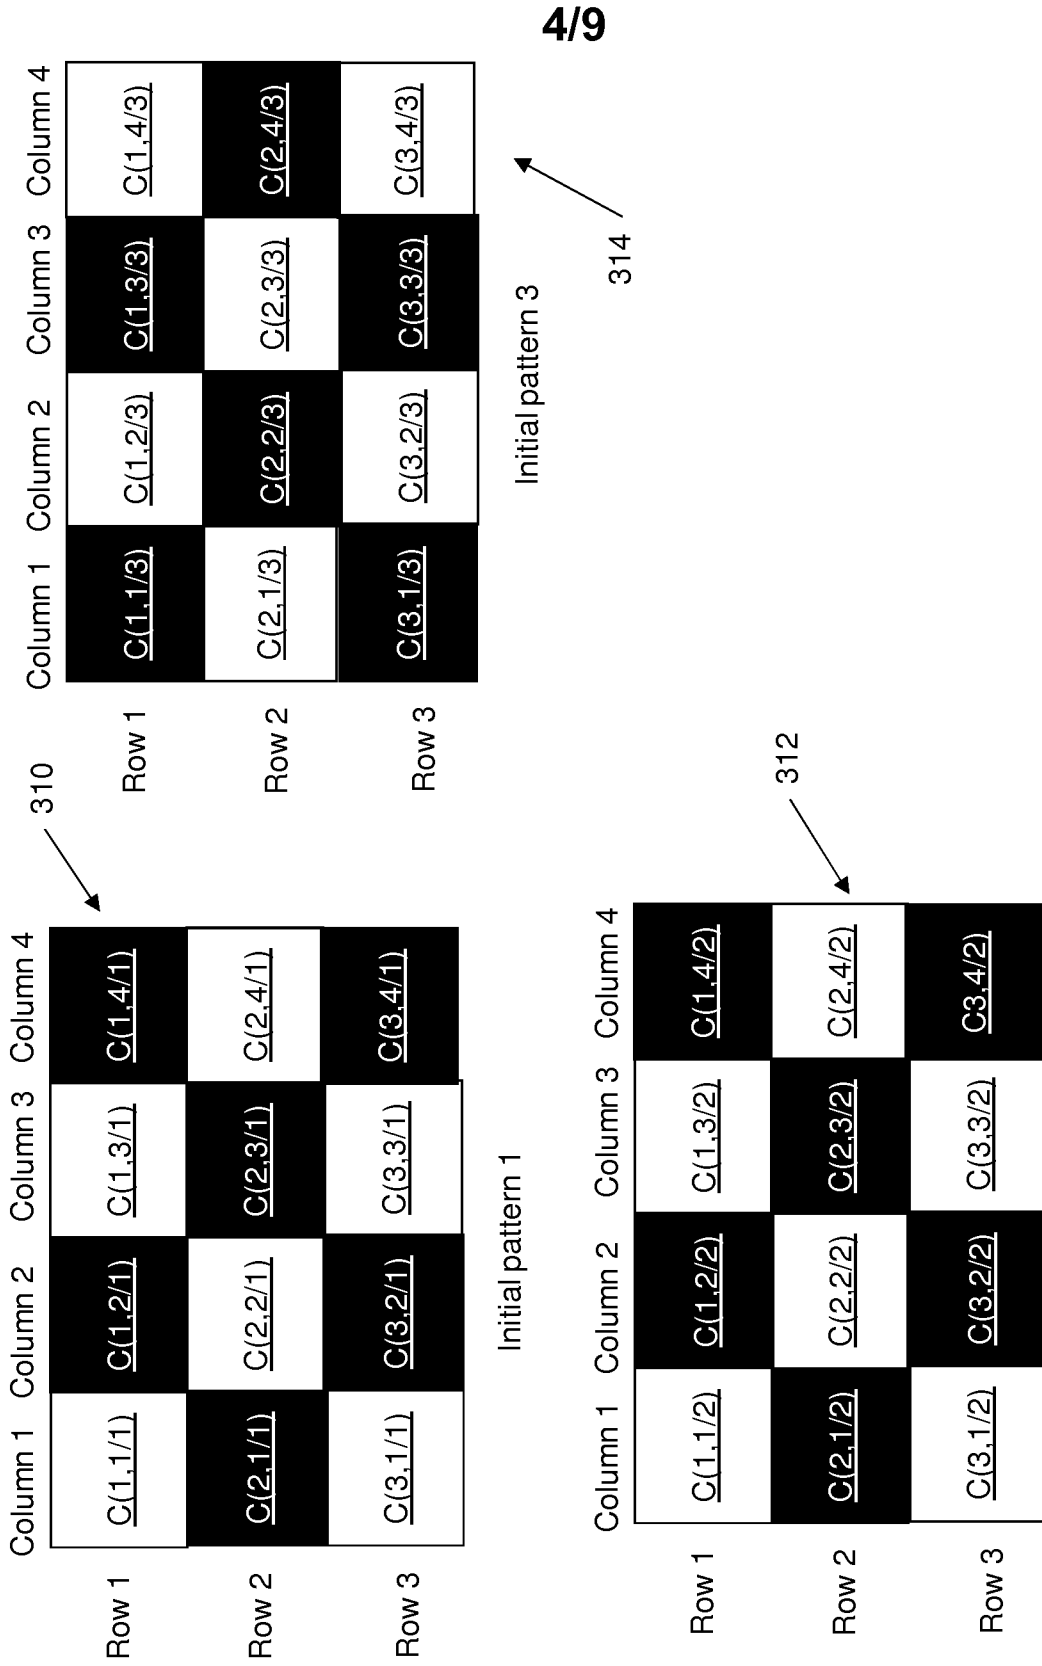 4/9
310
Column 1 Column 2 Column 3 Column 4
Row 1 C(1,1/1) C(1,2/1) C(1,3/1) C(1,4/1)
Row 2 C(2,1/1) C(2,2/1) C(2,3/1) C(2,4/1)
Row 3 C(3,1/1) C(3,2/1) C(3,3/1) C(3,4/1)
Initial pattern 1
Column 1 Column 2 Column 3 Column 4
Row 1 C(1,1/3) C(1,2/3) C(1,3/3) C(1,4/3)
Row 2 C(2,1/3) C(2,2/3) C(2,3/3) C(2,4/3)
Row 3 C(3,1/3) C(3,2/3) C(3,3/3) C(3,4/3)
Initial pattern 3
314
312
Column 1 Column 2 Column 3 Column 4
Row 1 C(1,1/2) C(1,2/2) C(1,3/2) C(1,4/2)
Row 2 C(2,1/2) C(2,2/2) C(2,3/2) C(2,4/2)
Row 3 C(3,1/2) C(3,2/2) C(3,3/2) C3,4/2)